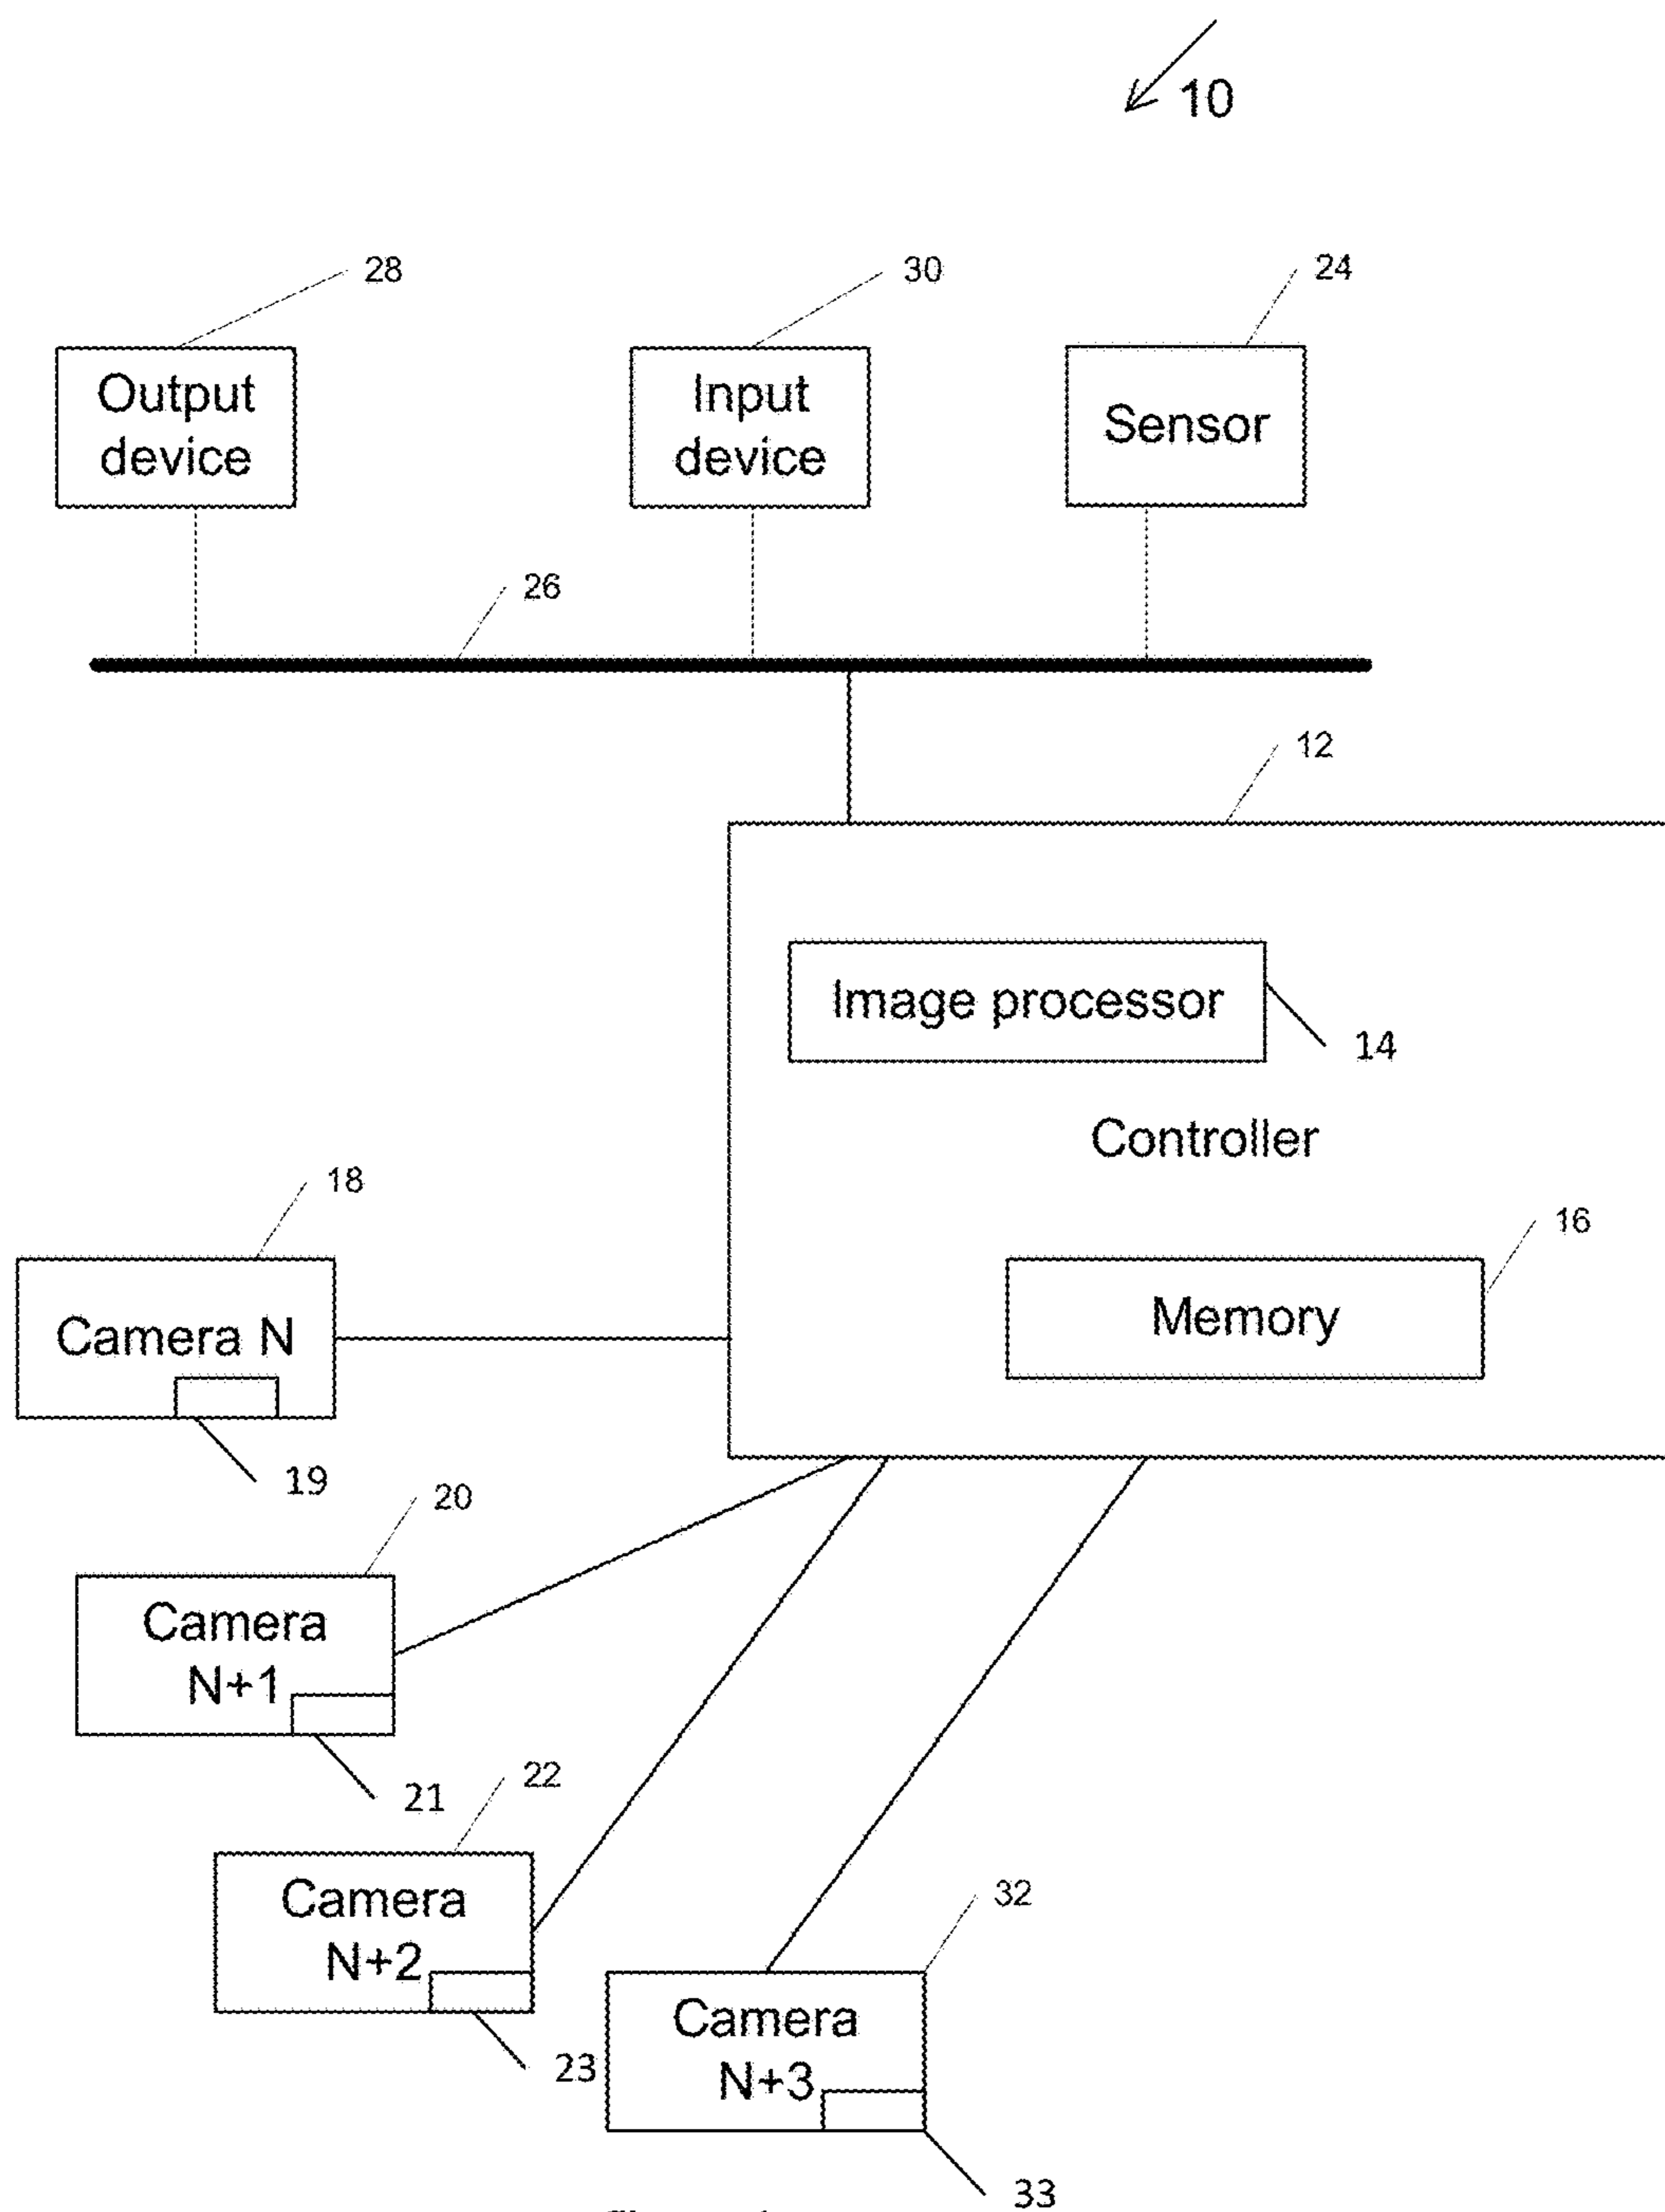 10
28
30
24
Output
device
Input
device
Sensor
26
12
Image processor
14
Controller
18
16
Camera N
Memory
19
20
Camera
N+1
21
22
Camera
N+2
32
23
Camera
N+3
33